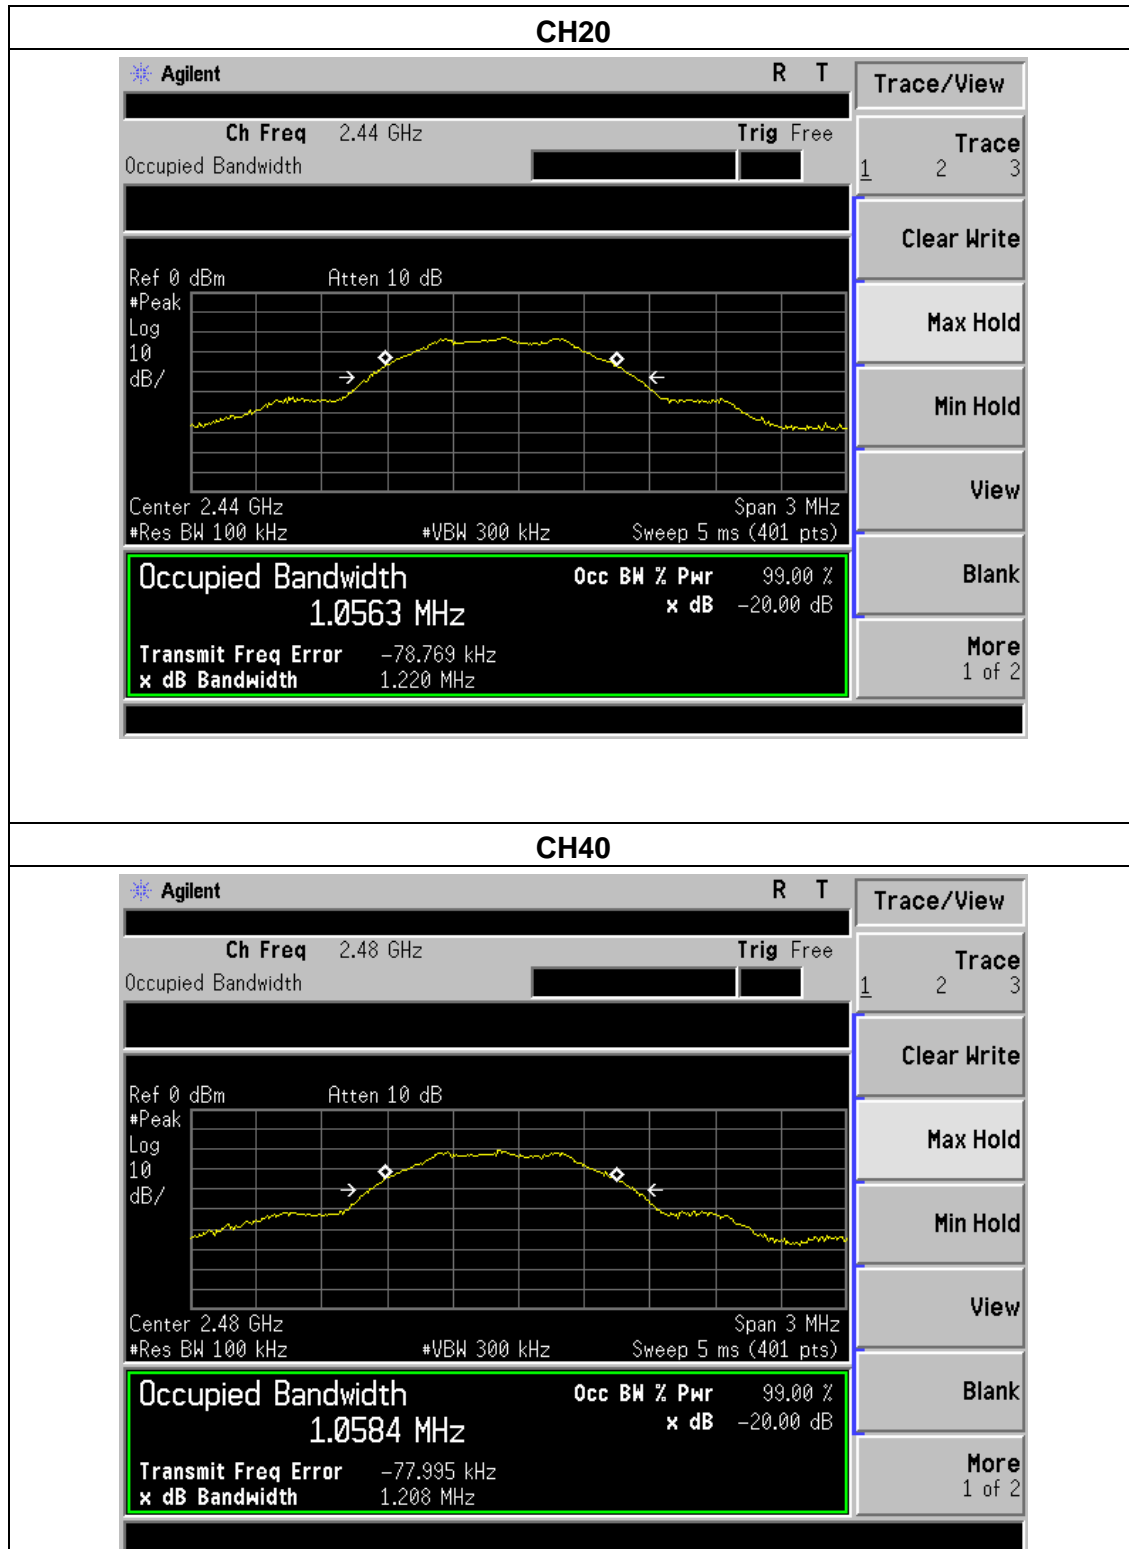 CH20
Agilent R T
Trace/View
Ch Freq 2.44 GHz Trig Free
Occupied Bandwidth
Trace
1 2 3
Clear Write
Ref 0 dBm Atten 10 dB
#Peak
Log
10
dB/
Max Hold
Min Hold
View
Center 2.44 GHz Span 3 MHz
#Res BW 100 kHz #VBW 300 kHz Sweep 5 ms (401 pts)
Occupied Bandwidth Occ BW % Pwr 99.00 %
1.0563 MHz x dB -20.00 dB
Blank
Transmit Freq Error -78.769 kHz
x dB Bandwidth 1.220 MHz
More
1 of 2
CH40
Agilent R T
Trace/View
Ch Freq 2.48 GHz Trig Free
Occupied Bandwidth
Trace
1 2 3
Clear Write
Ref 0 dBm Atten 10 dB
#Peak
Log
10
dB/
Max Hold
Min Hold
View
Center 2.48 GHz Span 3 MHz
#Res BW 100 kHz #VBW 300 kHz Sweep 5 ms (401 pts)
Occupied Bandwidth Occ BW % Pwr 99.00 %
1.0584 MHz x dB -20.00 dB
Blank
Transmit Freq Error -77.995 kHz
x dB Bandwidth 1.208 MHz
More
1 of 2